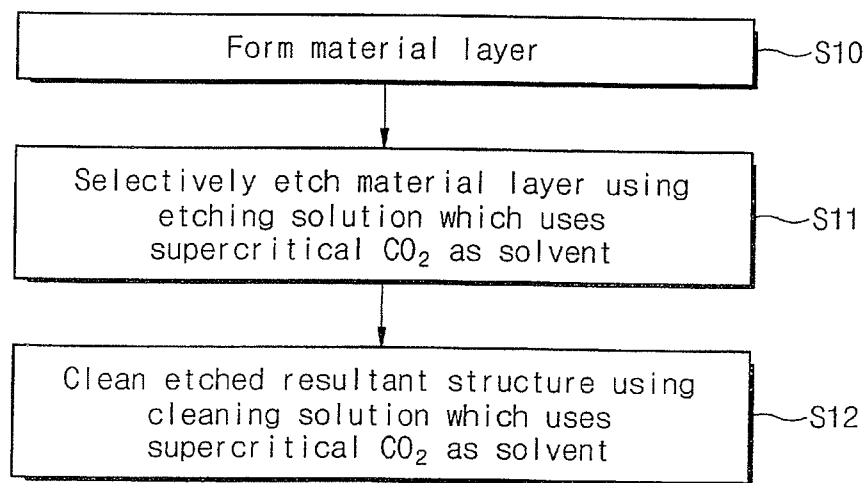 Form material layer
S10
Selectively etch material layer using
etching solution which uses
supercritical CO₂ as solvent
S11
Clean etched resultant structure using
cleaning solution which uses
supercritical CO₂ as solvent
S12